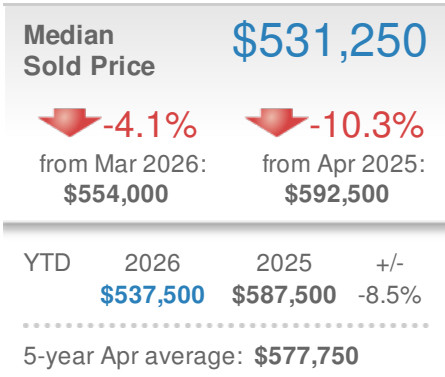 Median $531,250
Sold Price
-4.1% -10.3%
from Mar 2026: from Apr 2025:
$554,000 $592,500
YTD 2026 2025 +/-
$537,500 $587,500 -8.5%
5-year Apr average: $577,750